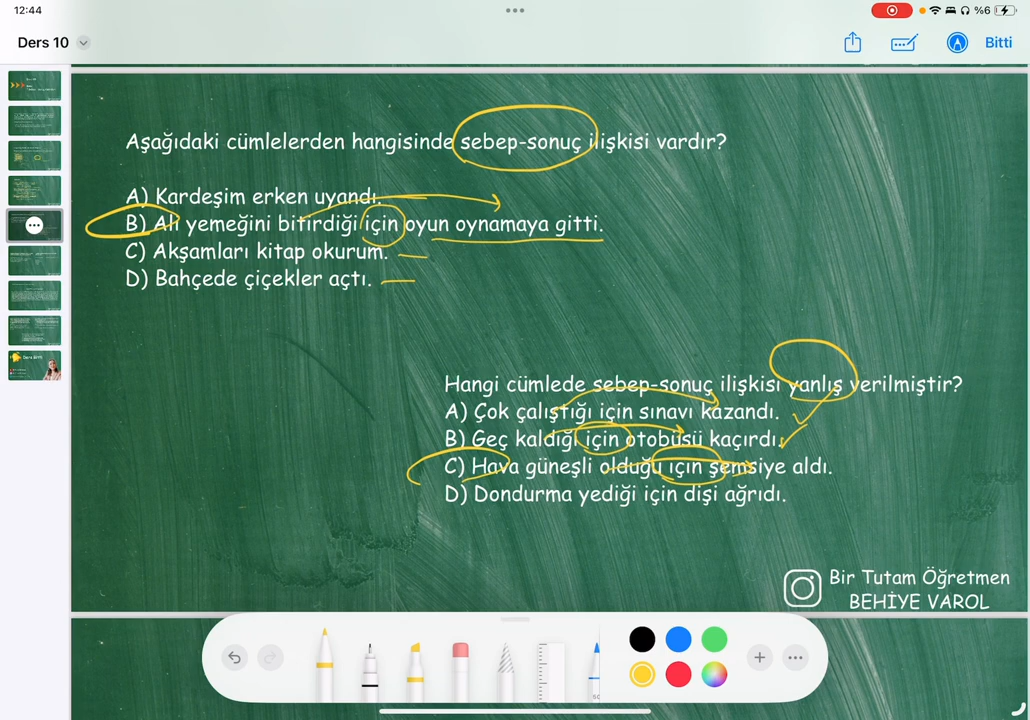 12:44
%6
Ders 10
Bitti
Aşağıdaki cümlelerden hangisinde sebep-sonuç ilişkisi vardır?
A) Kardeşim erken uyandı.
B) Ali yemeğini bitirdiği için oyun oynamaya gitti.
C) Akşamları kitap okurum.
D) Bahçede çiçekler açtı.
Hangi cümlede sebep-sonuç ilişkisi yanlış verilmiştir?
A) Çok çalıştığı için sınavı kazandı.
B) Geç kaldığı için otobüsü kaçırdı.
C) Hava güneşli olduğu için şemsiye aldı.
D) Dondurma yediği için dişi ağrıdı.
Bir Tutam Öğretmen
BEHİYE VAROL